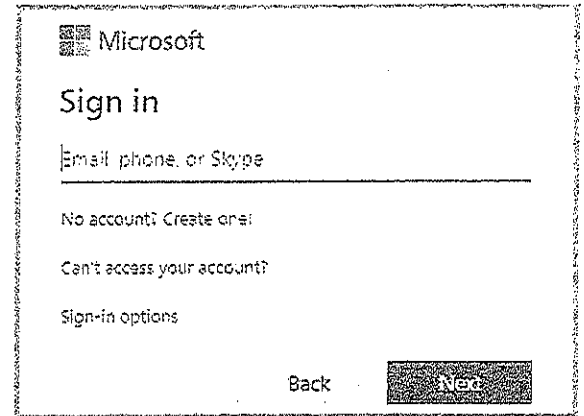 Microsoft
Sign in
Email, phone, or Skype
No account? Create one!
Can't access your account?
Sign-in options
Back
Next